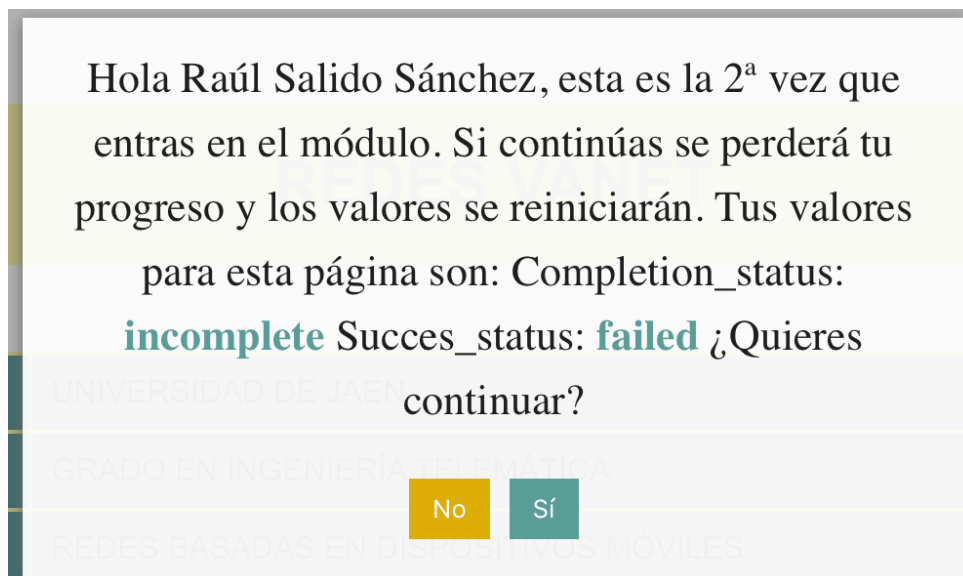 Hola Raúl Salido Sánchez, esta es la 2ª vez que
entras en el módulo. Si continúas se perderá tu
REDES VANET
progreso y los valores se reiniciarán. Tus valores
para esta página son: Completion_status:
incomplete Succes_status: failed ¿Quieres
UNIVERSIDAD DE JAÉN
continuar?
GRADO EN INGENIERÍA TELEMÁTICA
No Sí
REDES BASADAS EN DISPOSITIVOS MÓVILES